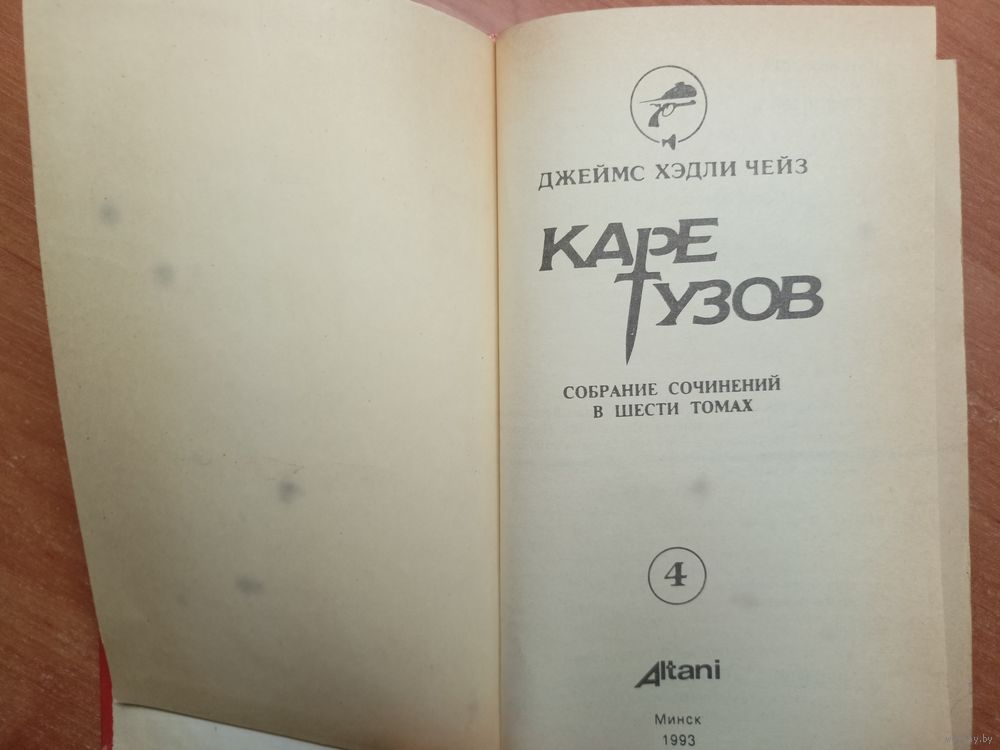 ДЖЕЙМС ХЭДЛИ ЧЕЙЗ
КАРЕ
ТУЗОВ
СОБРАНИЕ СОЧИНЕНИЙ
В ШЕСТИ ТОМАХ
4
Altani
Минск
1993